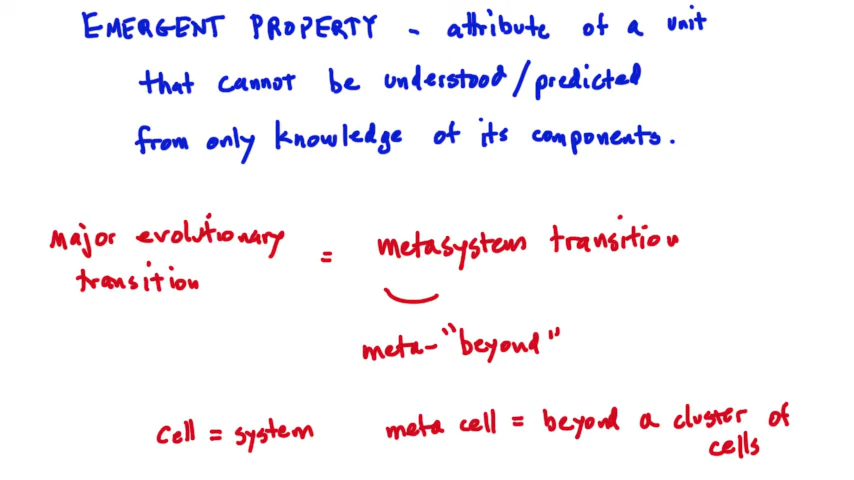 EMERGENT PROPERTY - attribute of a unit
that cannot be understood/predicted
from only knowledge of its components.
major evolutionary transition = metasystem transition
meta-"beyond"
cell = system
meta cell = beyond a cluster of cells